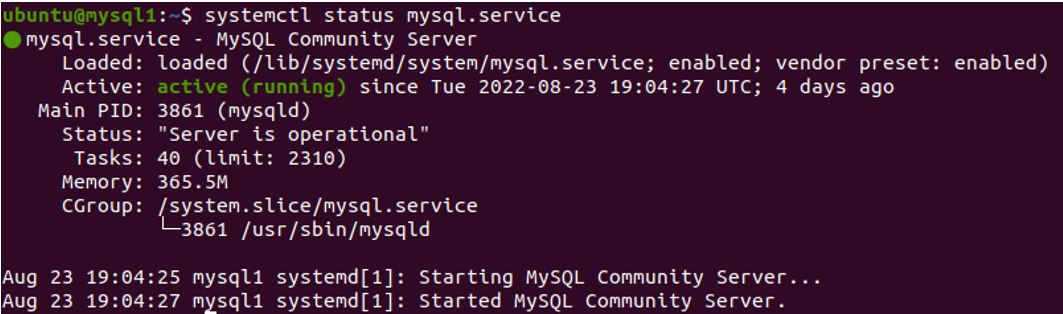 ubuntu@mysql1:~$ systemctl status mysql.service
● mysql.service - MySQL Community Server
     Loaded: loaded (/lib/systemd/system/mysql.service; enabled; vendor preset: enabled)
     Active: active (running) since Tue 2022-08-23 19:04:27 UTC; 4 days ago
   Main PID: 3861 (mysqld)
     Status: "Server is operational"
      Tasks: 40 (limit: 2310)
     Memory: 365.5M
     CGroup: /system.slice/mysql.service
             └─3861 /usr/sbin/mysqld
Aug 23 19:04:25 mysql1 systemd[1]: Starting MySQL Community Server...
Aug 23 19:04:27 mysql1 systemd[1]: Started MySQL Community Server.